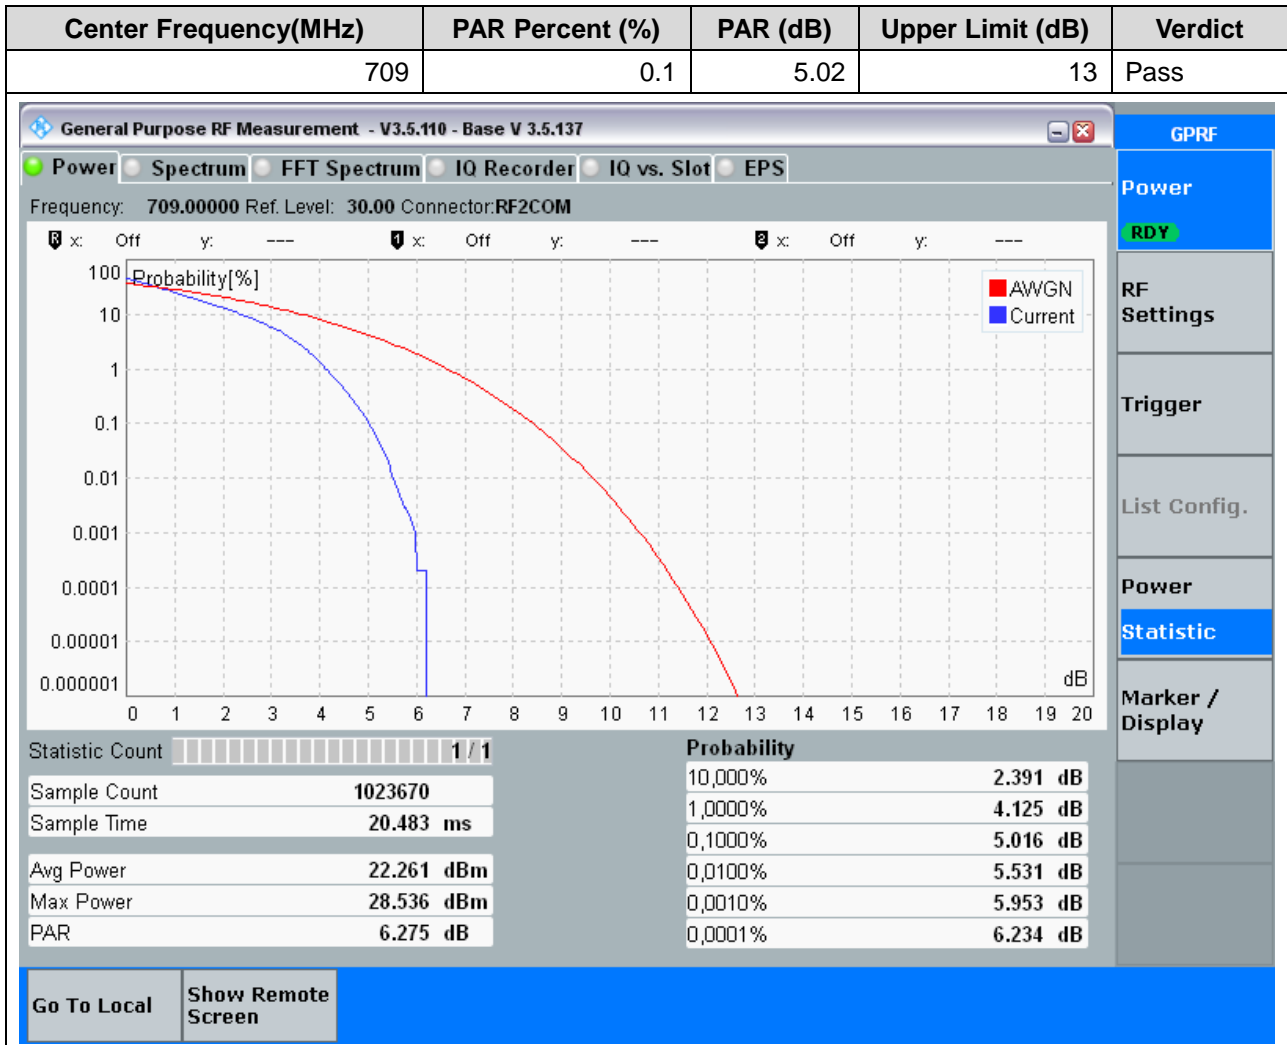 Center Frequency(MHz) PAR Percent (%) PAR (dB) Upper Limit (dB) Verdict
709 0.1 5.02 13 Pass
General Purpose RF Measurement - V3.5.110 - Base V 3.5.137
GPRF
Power Spectrum FFT Spectrum IQ Recorder IQ vs. Slot EPS
Power
RDY
Frequency: 709.00000 Ref. Level: 30.00 Connector:RF2COM
R x: Off y: --- 1 x: Off y: --- 2 x: Off y: ---
100 Probability[%]
AWGN
Current
RF
Settings
10
1
Trigger
0.1
0.01
List Config.
0.001
0.0001
Power
Statistic
0.00001
0.000001
dB
Marker /
Display
0 1 2 3 4 5 6 7 8 9 10 11 12 13 14 15 16 17 18 19 20
Statistic Count 1 / 1
Sample Count 1023670
Sample Time 20.483 ms
Avg Power 22.261 dBm
Max Power 28.536 dBm
PAR 6.275 dB
Probability
10,000% 2.391 dB
1,0000% 4.125 dB
0,1000% 5.016 dB
0,0100% 5.531 dB
0,0010% 5.953 dB
0,0001% 6.234 dB
Go To Local
Show Remote
Screen